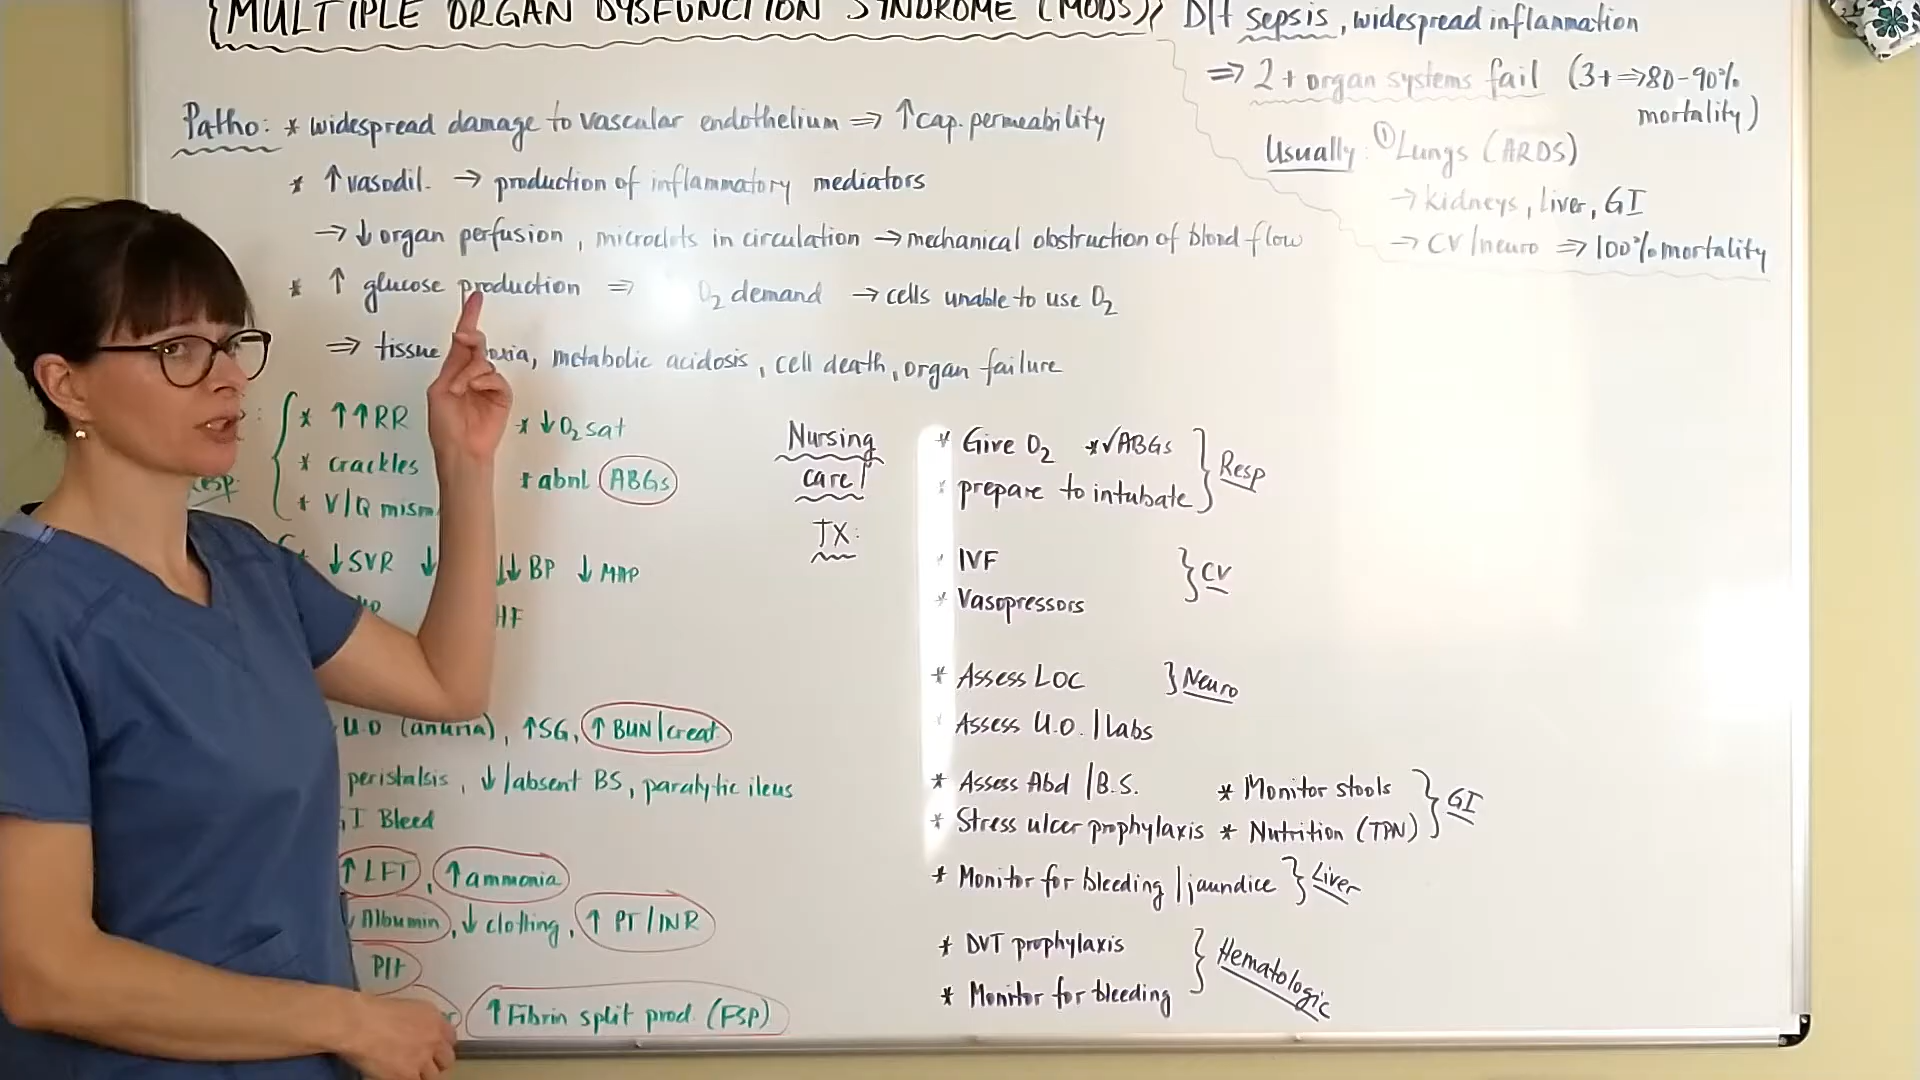 {MULTIPLE ORGAN DYSFUNCTION SYNDROME (MODS)}
D/t sepsis, widespread inflammation
⇒ 2+ organ systems fail (3+ ⇒ 80-90% mortality)
Usually: ① Lungs (ARDS)
→ kidneys, liver, GI
→ CV/neuro ⇒ 100% mortality
Patho: * widespread damage to vascular endothelium ⇒ ↑cap. permeability
* ↑vasodil. → production of inflammatory mediators
→ ↓organ perfusion, microclots in circulation → mechanical obstruction of blood flow
* ↑ glucose production ⇒ O2 demand → cells unable to use O2
⇒ tissue, metabolic acidosis, cell death, organ failure
* ↑↑RR * ↓O2 sat
* crackles * abnl ABGs
* V/Q
↓SVR ↓ ↓↓BP ↓MAP
HF
U.O (anuria), ↑SG, ↑BUN/creat.
peristalsis, ↓/absent BS, paralytic ileus
Bleed
↑LFT, ↑ammonia
Albumin, ↓clothing, ↑ PT/INR
Plt
↑Fibrin split prod. (FSP)
Nursing care/
TX:
* Give O2 *✓ABGs
* prepare to intubate } Resp
* IVF
* Vasopressors } CV
* Assess LOC } Neuro
* Assess U.O. / Labs
* Assess Abd / B.S. * Monitor stools
* Stress ulcer prophylaxis * Nutrition (TPN) } GI
* Monitor for bleeding / jaundice } Liver
* DVT prophylaxis
* Monitor for bleeding } Hematologic